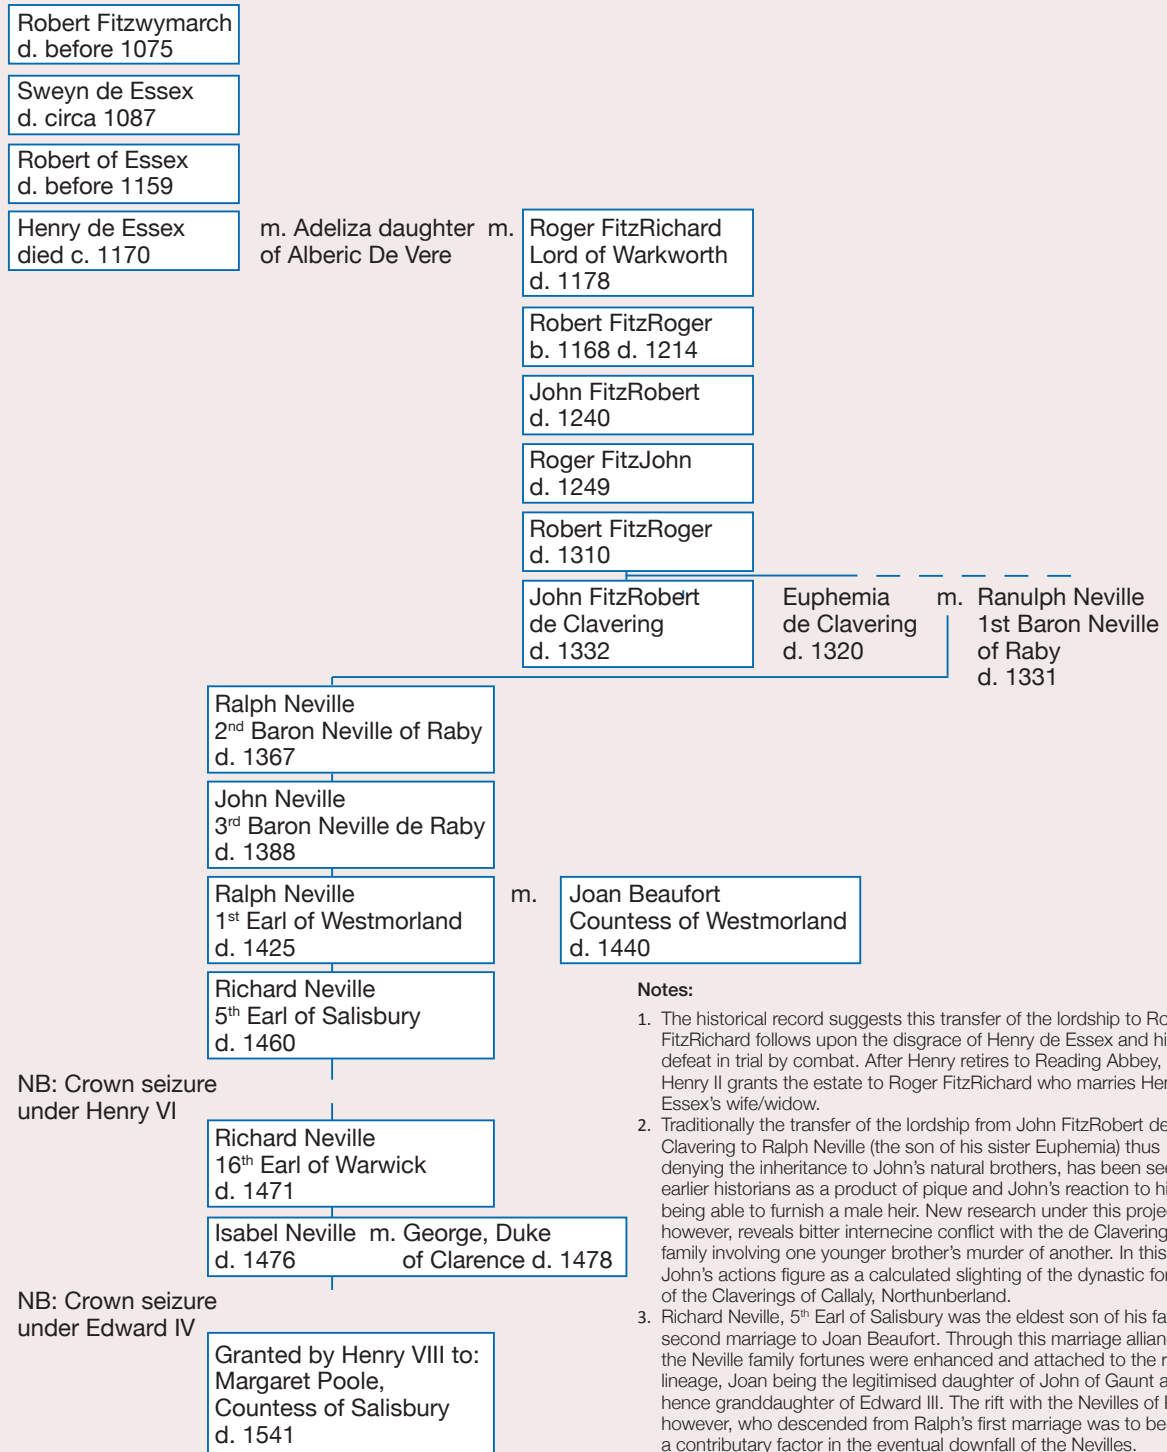 Robert Fitzwymarch
d. before 1075
Sweyn de Essex
d. circa 1087
Robert of Essex
d. before 1159
Henry de Essex
died c. 1170
m. Adeliza daughter m.
of Alberic De Vere
Roger FitzRichard
Lord of Warkworth
d. 1178
Robert FitzRoger
b. 1168 d. 1214
John FitzRobert
d. 1240
Roger FitzJohn
d. 1249
Robert FitzRoger
d. 1310
John FitzRobert
de Clavering
d. 1332
Euphemia
de Clavering
d. 1320
m.
Ranulph Neville
1st Baron Neville
of Raby
d. 1331
Ralph Neville
2nd Baron Neville of Raby
d. 1367
John Neville
3rd Baron Neville de Raby
d. 1388
Ralph Neville
1st Earl of Westmorland
d. 1425
m.
Joan Beaufort
Countess of Westmorland
d. 1440
Richard Neville
5th Earl of Salisbury
d. 1460
NB: Crown seizure
under Henry VI
Richard Neville
16th Earl of Warwick
d. 1471
Isabel Neville m. George, Duke
d. 1476 of Clarence d. 1478
NB: Crown seizure
under Edward IV
Granted by Henry VIII to:
Margaret Poole,
Countess of Salisbury
d. 1541
Notes:
1. The historical record suggests this transfer of the lordship to
FitzRichard follows upon the disgrace of Henry de Essex and
defeat in trial by combat. After Henry retires to Reading Abbey,
Henry II grants the estate to Roger FitzRichard who marries
Essex's wife/widow.
2. Traditionally the transfer of the lordship from John FitzRobert de
Clavering to Ralph Neville (the son of his sister Euphemia) thus
denying the inheritance to John's natural brothers, has been
earlier historians as a product of pique and John's reaction to
being able to furnish a male heir. New research under this
however, reveals bitter internecine conflict with the de Clavering
family involving one younger brother's murder of another. In this
John's actions figure as a calculated slighting of the dynastic
of the Claverings of Callaly, Northunberland.
3. Richard Neville, 5th Earl of Salisbury was the eldest son of his
second marriage to Joan Beaufort. Through this marriage
the Neville family fortunes were enhanced and attached to the
lineage, Joan being the legitimised daughter of John of Gaunt
hence granddaughter of Edward III. The rift with the Nevilles of
however, who descended from Ralph's first marriage was to
a contributary factor in the eventual downfall of the Nevilles.